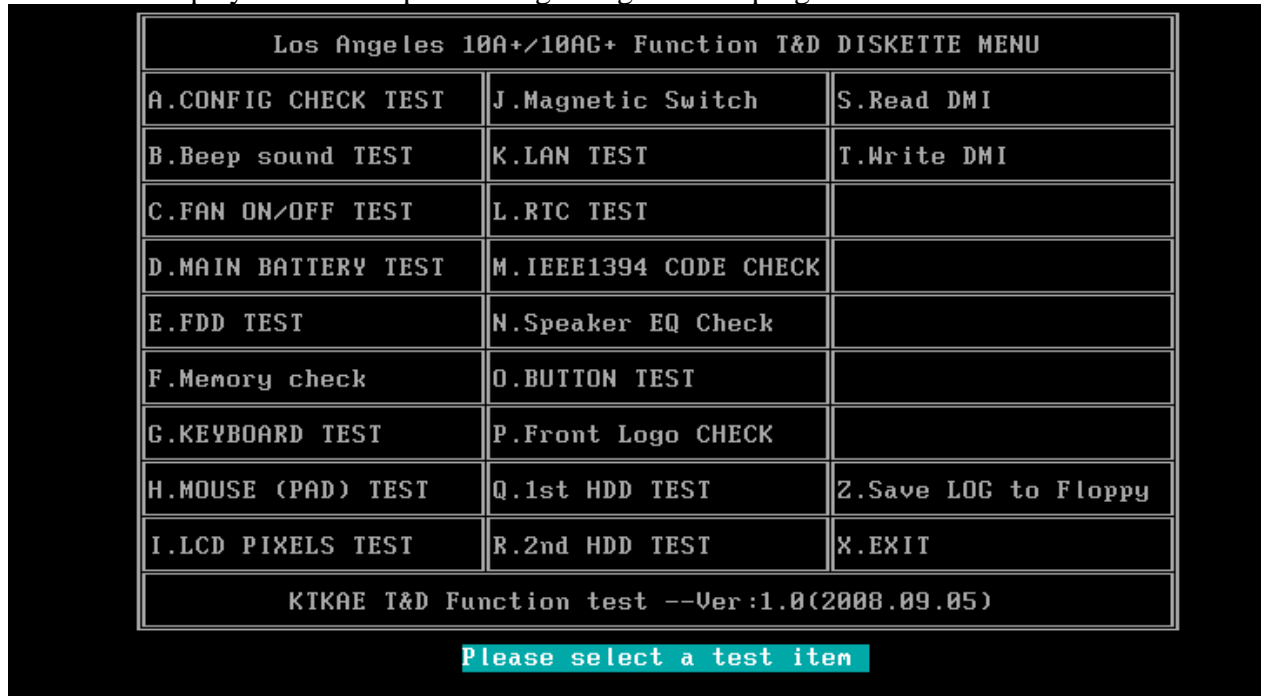 Los Angeles 10A+/10AG+ Function T&D DISKETTE MENU
A.CONFIG CHECK TEST J.Magnetic Switch S.Read DMI
B.Beep sound TEST K.LAN TEST T.Write DMI
C.FAN ON/OFF TEST L.RTC TEST
D.MAIN BATTERY TEST M.IEEE1394 CODE CHECK
E.FDD TEST N.Speaker EQ Check
F.Memory check O.BUTTON TEST
G.KEYBOARD TEST P.Front Logo CHECK
H.MOUSE (PAD) TEST Q.1st HDD TEST Z.Save LOG to Floppy
I.LCD PIXELS TEST R.2nd HDD TEST X.EXIT
KTKAE T&D Function test --Ver:1.0(2008.09.05)
Please select a test item